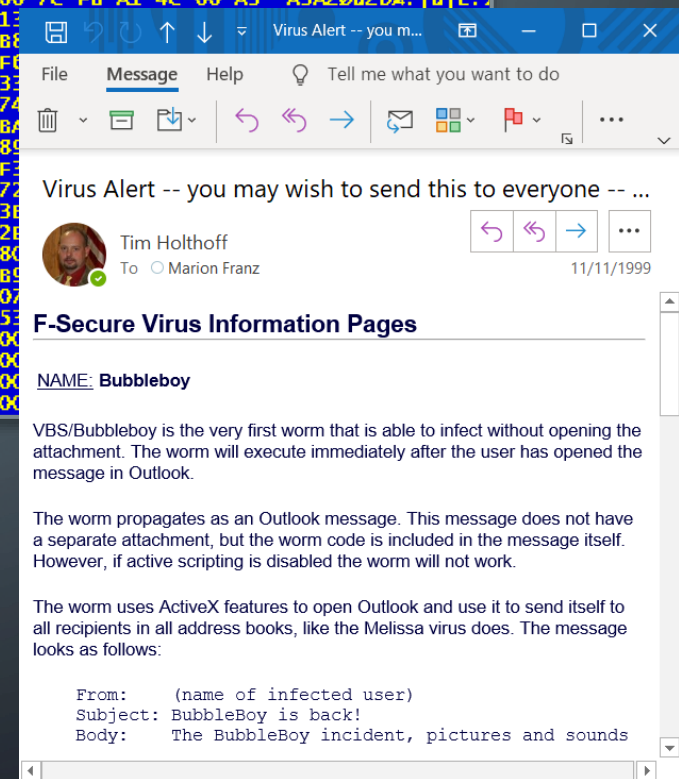 Virus Alert -- you m...
File Message Help Tell me what you want to do
Virus Alert -- you may wish to send this to everyone -- ...
Tim Holthoff
To Marion Franz
11/11/1999
F-Secure Virus Information Pages
NAME: Bubbleboy
VBS/Bubbleboy is the very first worm that is able to infect without opening the
attachment. The worm will execute immediately after the user has opened the
message in Outlook.
The worm propagates as an Outlook message. This message does not have
a separate attachment, but the worm code is included in the message itself.
However, if active scripting is disabled the worm will not work.
The worm uses ActiveX features to open Outlook and use it to send itself to
all recipients in all address books, like the Melissa virus does. The message
looks as follows:
From: (name of infected user)
Subject: BubbleBoy is back!
Body: The BubbleBoy incident, pictures and sounds